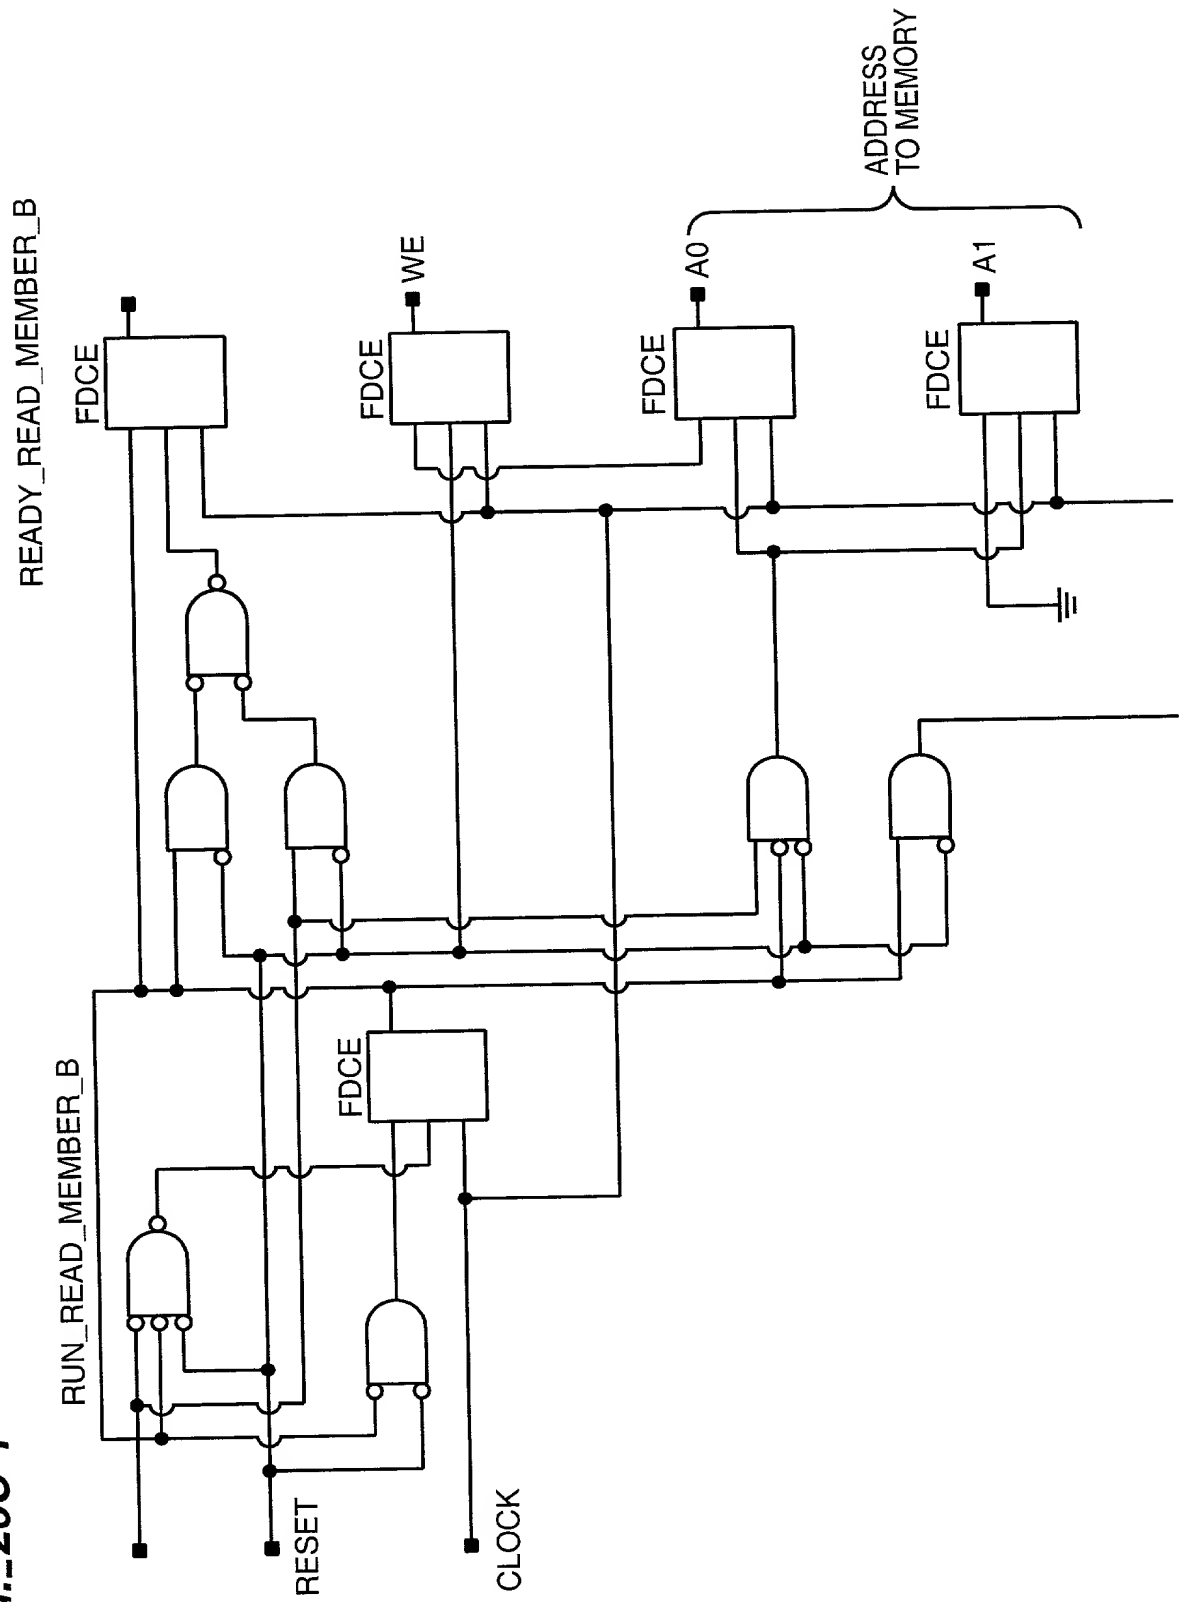 READY_READ_MEMBER_B
FDCE
FDCE
WE
FDCE
A0
FDCE
A1
ADDRESS
TO MEMORY
RUN_READ_MEMBER_B
FDCE
RESET
CLOCK